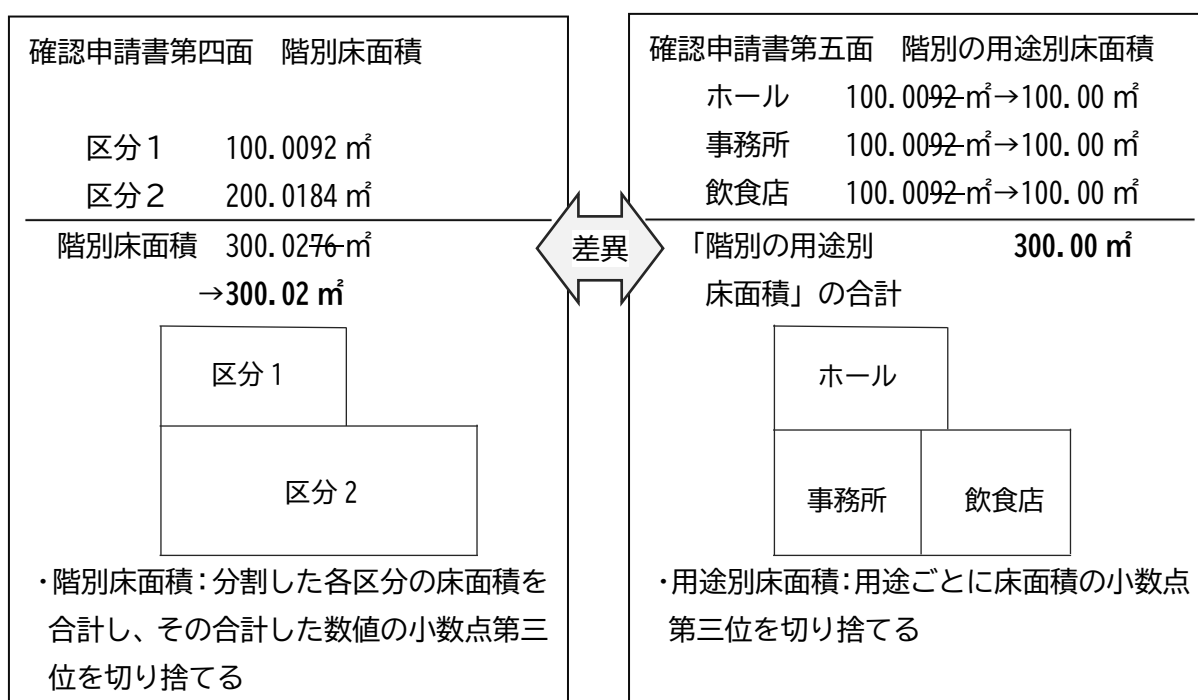 確認申請書第四面　階別床面積
区分１　100.0092 ㎡
区分２　200.0184 ㎡
階別床面積　300.0276 ㎡
→300.02 ㎡
区分 1
区分 2
・階別床面積：分割した各区分の床面積を
合計し、その合計した数値の小数点第三
位を切り捨てる
差異
確認申請書第五面　階別の用途別床面積
ホール　100.0092 ㎡→100.00 ㎡
事務所　100.0092 ㎡→100.00 ㎡
飲食店　100.0092 ㎡→100.00 ㎡
「階別の用途別　300.00 ㎡
床面積」の合計
ホール
事務所　飲食店
・用途別床面積：用途ごとに床面積の小数点
第三位を切り捨てる